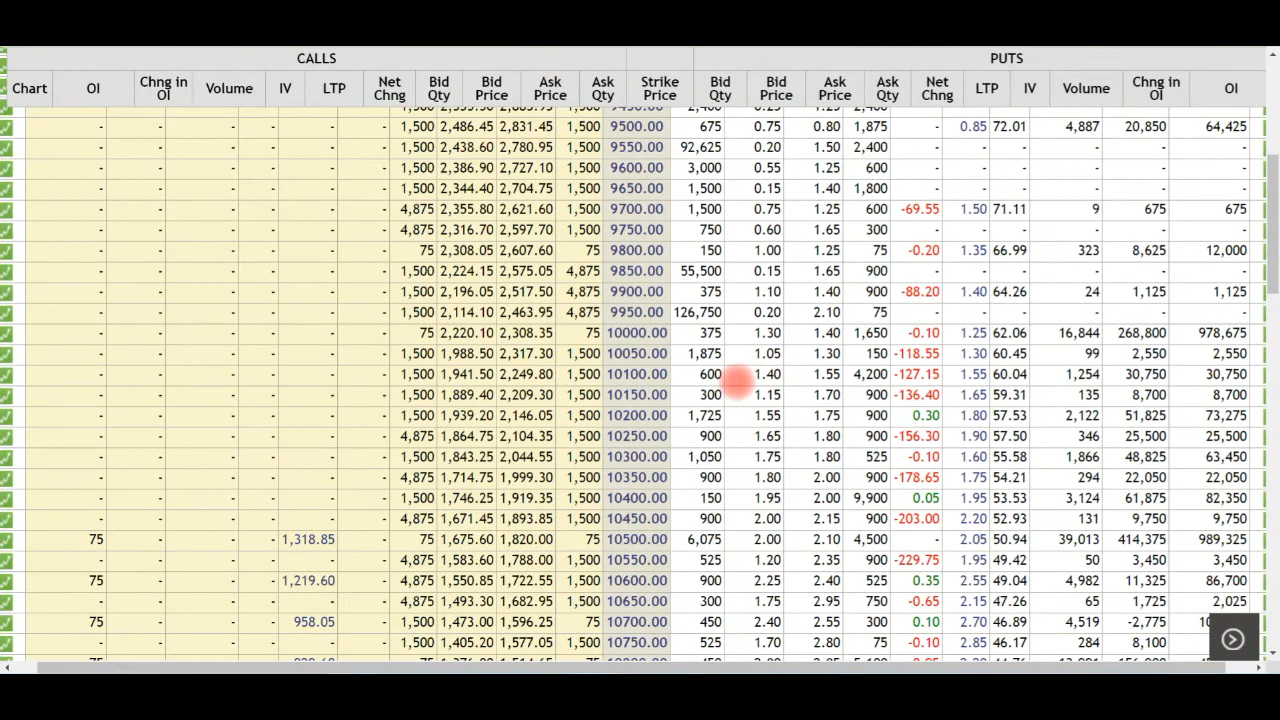 CALLS PUTS
Chart OI Chng in OI Volume IV LTP Net Chng Bid Qty Bid Price Ask Price Ask Qty Strike Price Bid Qty Bid Price Ask Price Ask Qty Net Chng LTP IV Volume Chng in OI OI
- - - - - - 1,500 2,486.45 2,831.45 1,500 9500.00 675 0.75 0.80 1,875 - 0.85 72.01 4,887 20,850 64,425
- - - - - - 1,500 2,438.60 2,780.95 1,500 9550.00 92,625 0.20 1.50 2,400 - - - - - -
- - - - - - 1,500 2,386.90 2,727.10 1,500 9600.00 3,000 0.55 1.25 600 - - - - - -
- - - - - - 1,500 2,344.40 2,704.75 1,500 9650.00 1,500 0.15 1.40 1,800 - - - - - -
- - - - - - 4,875 2,355.80 2,621.60 1,500 9700.00 1,500 0.75 1.25 600 -69.55 1.50 71.11 9 675 675
- - - - - - 4,875 2,316.70 2,597.70 1,500 9750.00 750 0.60 1.65 300 - - - - - -
- - - - - - 75 2,308.05 2,607.60 75 9800.00 150 1.00 1.25 75 -0.20 1.35 66.99 323 8,625 12,000
- - - - - - 1,500 2,224.15 2,575.05 4,875 9850.00 55,500 0.15 1.65 900 - - - - - -
- - - - - - 1,500 2,196.05 2,517.50 4,875 9900.00 375 1.10 1.40 900 -88.20 1.40 64.26 24 1,125 1,125
- - - - - - 1,500 2,114.10 2,463.95 4,875 9950.00 126,750 0.20 2.10 75 - - - - - -
- - - - - - 75 2,220.10 2,308.35 75 10000.00 375 1.30 1.40 1,650 -0.10 1.25 62.06 16,844 268,800 978,675
- - - - - - 1,500 1,988.50 2,317.30 1,500 10050.00 1,875 1.05 1.30 150 -118.55 1.30 60.45 99 2,550 2,550
- - - - - - 1,500 1,941.50 2,249.80 1,500 10100.00 600 1.40 1.55 4,200 -127.15 1.55 60.04 1,254 30,750 30,750
- - - - - - 1,500 1,889.40 2,209.30 1,500 10150.00 300 1.15 1.70 900 -136.40 1.65 59.31 135 8,700 8,700
- - - - - - 1,500 1,939.20 2,146.05 1,500 10200.00 1,725 1.55 1.75 900 0.30 1.80 57.53 2,122 51,825 73,275
- - - - - - 4,875 1,864.75 2,104.35 1,500 10250.00 900 1.65 1.80 900 -156.30 1.90 57.50 346 25,500 25,500
- - - - - - 1,500 1,843.25 2,044.55 1,500 10300.00 1,050 1.75 1.80 525 -0.10 1.60 55.58 1,866 48,825 63,450
- - - - - - 4,875 1,714.75 1,999.30 1,500 10350.00 900 1.80 2.00 900 -178.65 1.75 54.21 294 22,050 22,050
- - - - - - 1,500 1,746.25 1,919.35 1,500 10400.00 150 1.95 2.00 9,900 0.05 1.95 53.53 3,124 61,875 82,350
- - - - - - 4,875 1,671.45 1,893.85 1,500 10450.00 900 2.00 2.15 900 -203.00 2.20 52.93 131 9,750 9,750
75 - - - 1,318.85 - 75 1,675.60 1,820.00 75 10500.00 6,075 2.00 2.10 4,500 - 2.05 50.94 39,013 414,375 989,325
- - - - - - 4,875 1,583.60 1,788.00 1,500 10550.00 525 1.20 2.35 900 -229.75 1.95 49.42 50 3,450 3,450
75 - - - 1,219.60 - 4,875 1,550.85 1,722.55 1,500 10600.00 900 2.25 2.40 525 0.35 2.55 49.04 4,982 11,325 86,700
- - - - - - 4,875 1,493.30 1,682.95 1,500 10650.00 300 1.75 2.95 750 -0.65 2.15 47.26 65 1,725 2,025
75 - - - 958.05 - 1,500 1,473.00 1,596.25 75 10700.00 450 2.40 2.55 300 0.10 2.70 46.89 4,519 -2,775
- - - - - - 1,500 1,405.20 1,577.05 1,500 10750.00 525 1.70 2.80 75 -0.10 2.85 46.17 284 8,100